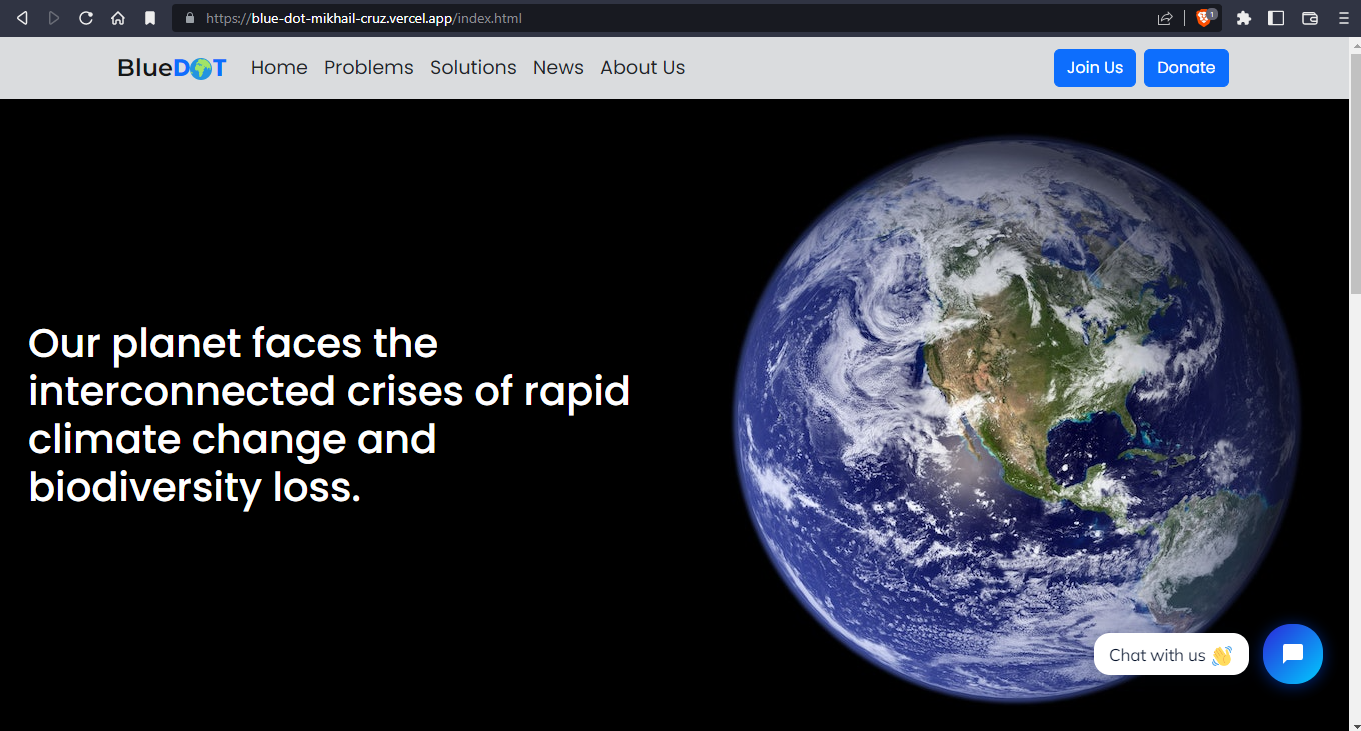 https://blue-dot-mikhail-cruz.vercel.app/index.html
1
BlueDOT Home Problems Solutions News About Us Join Us Donate
Our planet faces the
interconnected crises of rapid
climate change and
biodiversity loss.
Chat with us 👋